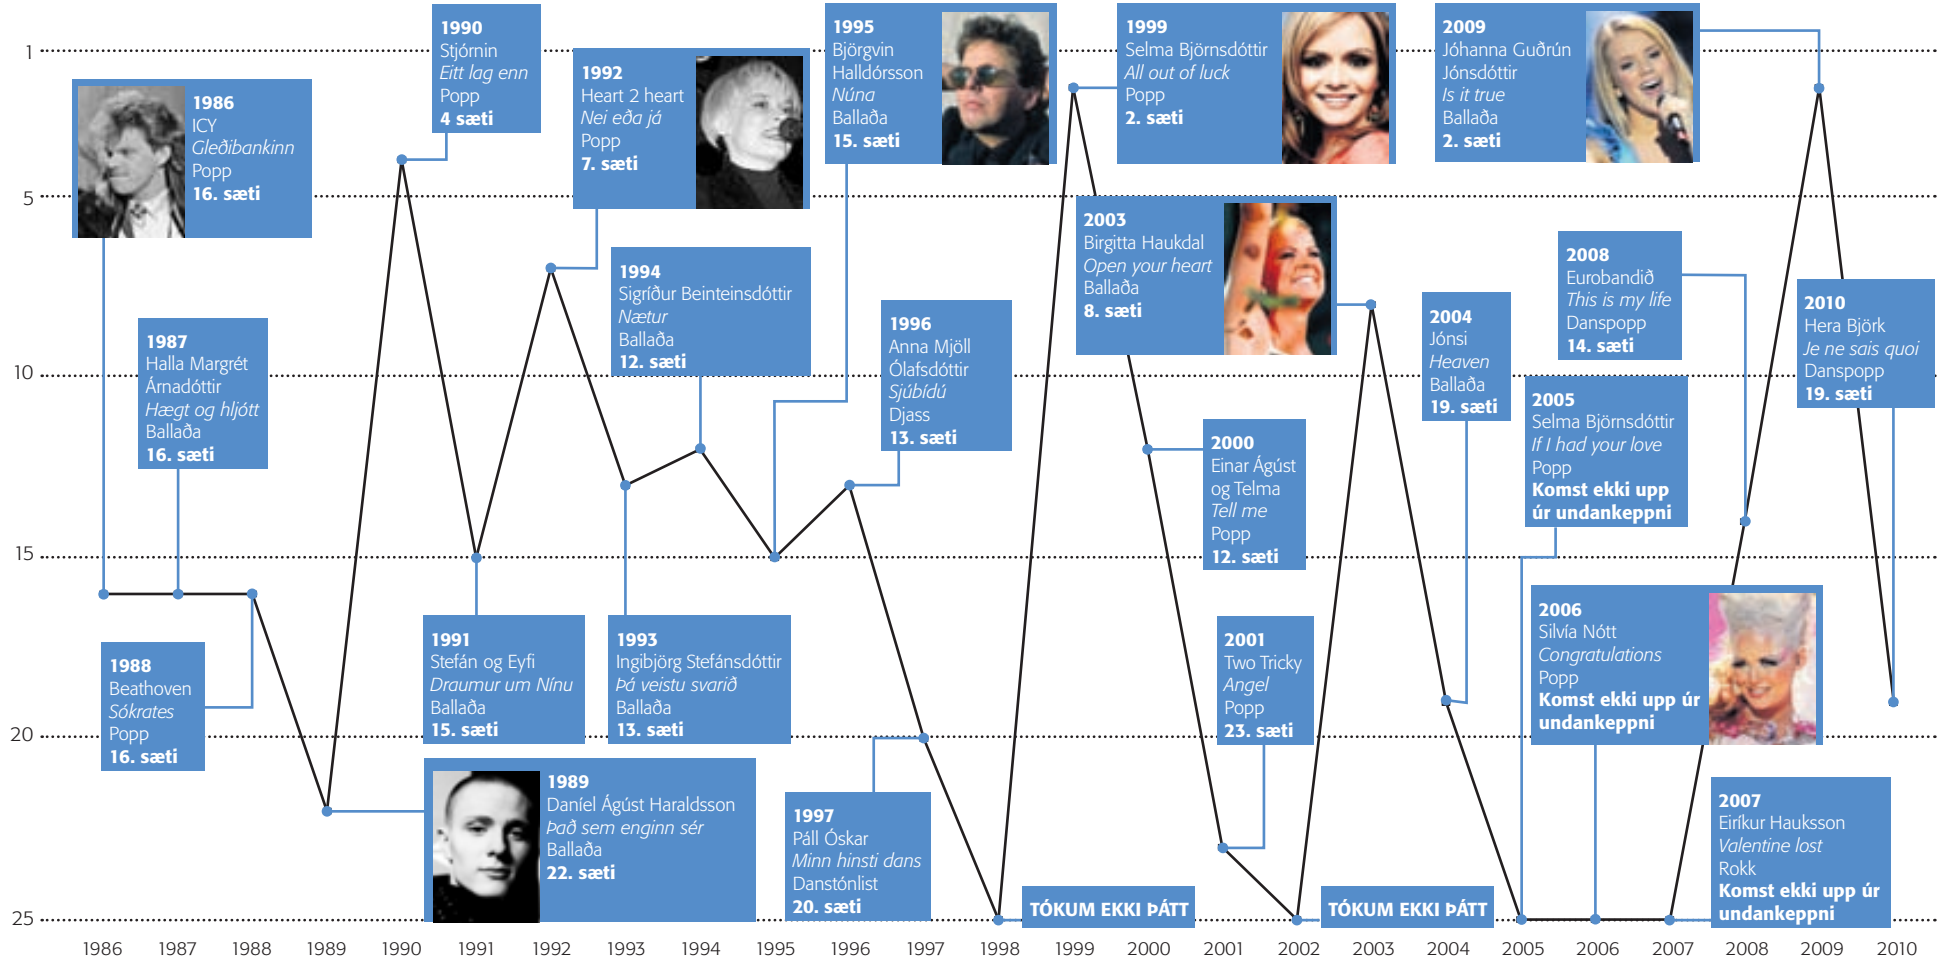 1
5
10
15
20
25
1986
ICY
Gleðibankinn
Popp
16. sæti
1987
Halla Margrét
Árnadóttir
Hægt og hljótt
Ballaða
16. sæti
1988
Beathoven
Sókrates
Popp
16. sæti
1989
Daníel Ágúst Haraldsson
Það sem enginn sér
Ballaða
22. sæti
1990
Stjórnin
Eitt lag enn
Popp
4 sæti
1991
Stefán og Eyfi
Draumur um Nínu
Ballaða
15. sæti
1992
Heart 2 heart
Nei eða já
Popp
7. sæti
1993
Ingibjörg Stefánsdóttir
Þá veistu svarið
Ballaða
13. sæti
1994
Sigríður Beinteinsdóttir
Nætur
Ballaða
12. sæti
1995
Björgvin
Halldórsson
Núna
Ballaða
15. sæti
1996
Anna Mjöll
Ólafsdóttir
Sjúbídú
Djass
13. sæti
1997
Páll Óskar
Minn hinsti dans
Danstónlist
20. sæti
TÓKUM EKKI ÞÁTT
1999
Selma Björnsdóttir
All out of luck
Popp
2. sæti
2000
Einar Ágúst
og Telma
Tell me
Popp
12. sæti
2001
Two Tricky
Angel
Popp
23. sæti
TÓKUM EKKI ÞÁTT
2003
Birgitta Haukdal
Open your heart
Ballaða
8. sæti
2004
Jónsi
Heaven
Ballaða
19. sæti
2005
Selma Björnsdóttir
If I had your love
Popp
Komst ekki upp
úr undankeppni
2006
Silvía Nótt
Congratulations
Popp
Komst ekki upp úr
undankeppni
2007
Eiríkur Hauksson
Valentine lost
Rokk
Komst ekki upp úr
undankeppni
2008
Eurobandið
This is my life
Danspopp
14. sæti
2009
Jóhanna Guðrún
Jónsdóttir
Is it true
Ballaða
2. sæti
2010
Hera Björk
Je ne sais quoi
Danspopp
19. sæti
1986 1987 1988 1989 1990 1991 1992 1993 1994 1995 1996 1997 1998 1999 2000 2001 2002 2003 2004 2005 2006 2007 2008 2009 2010